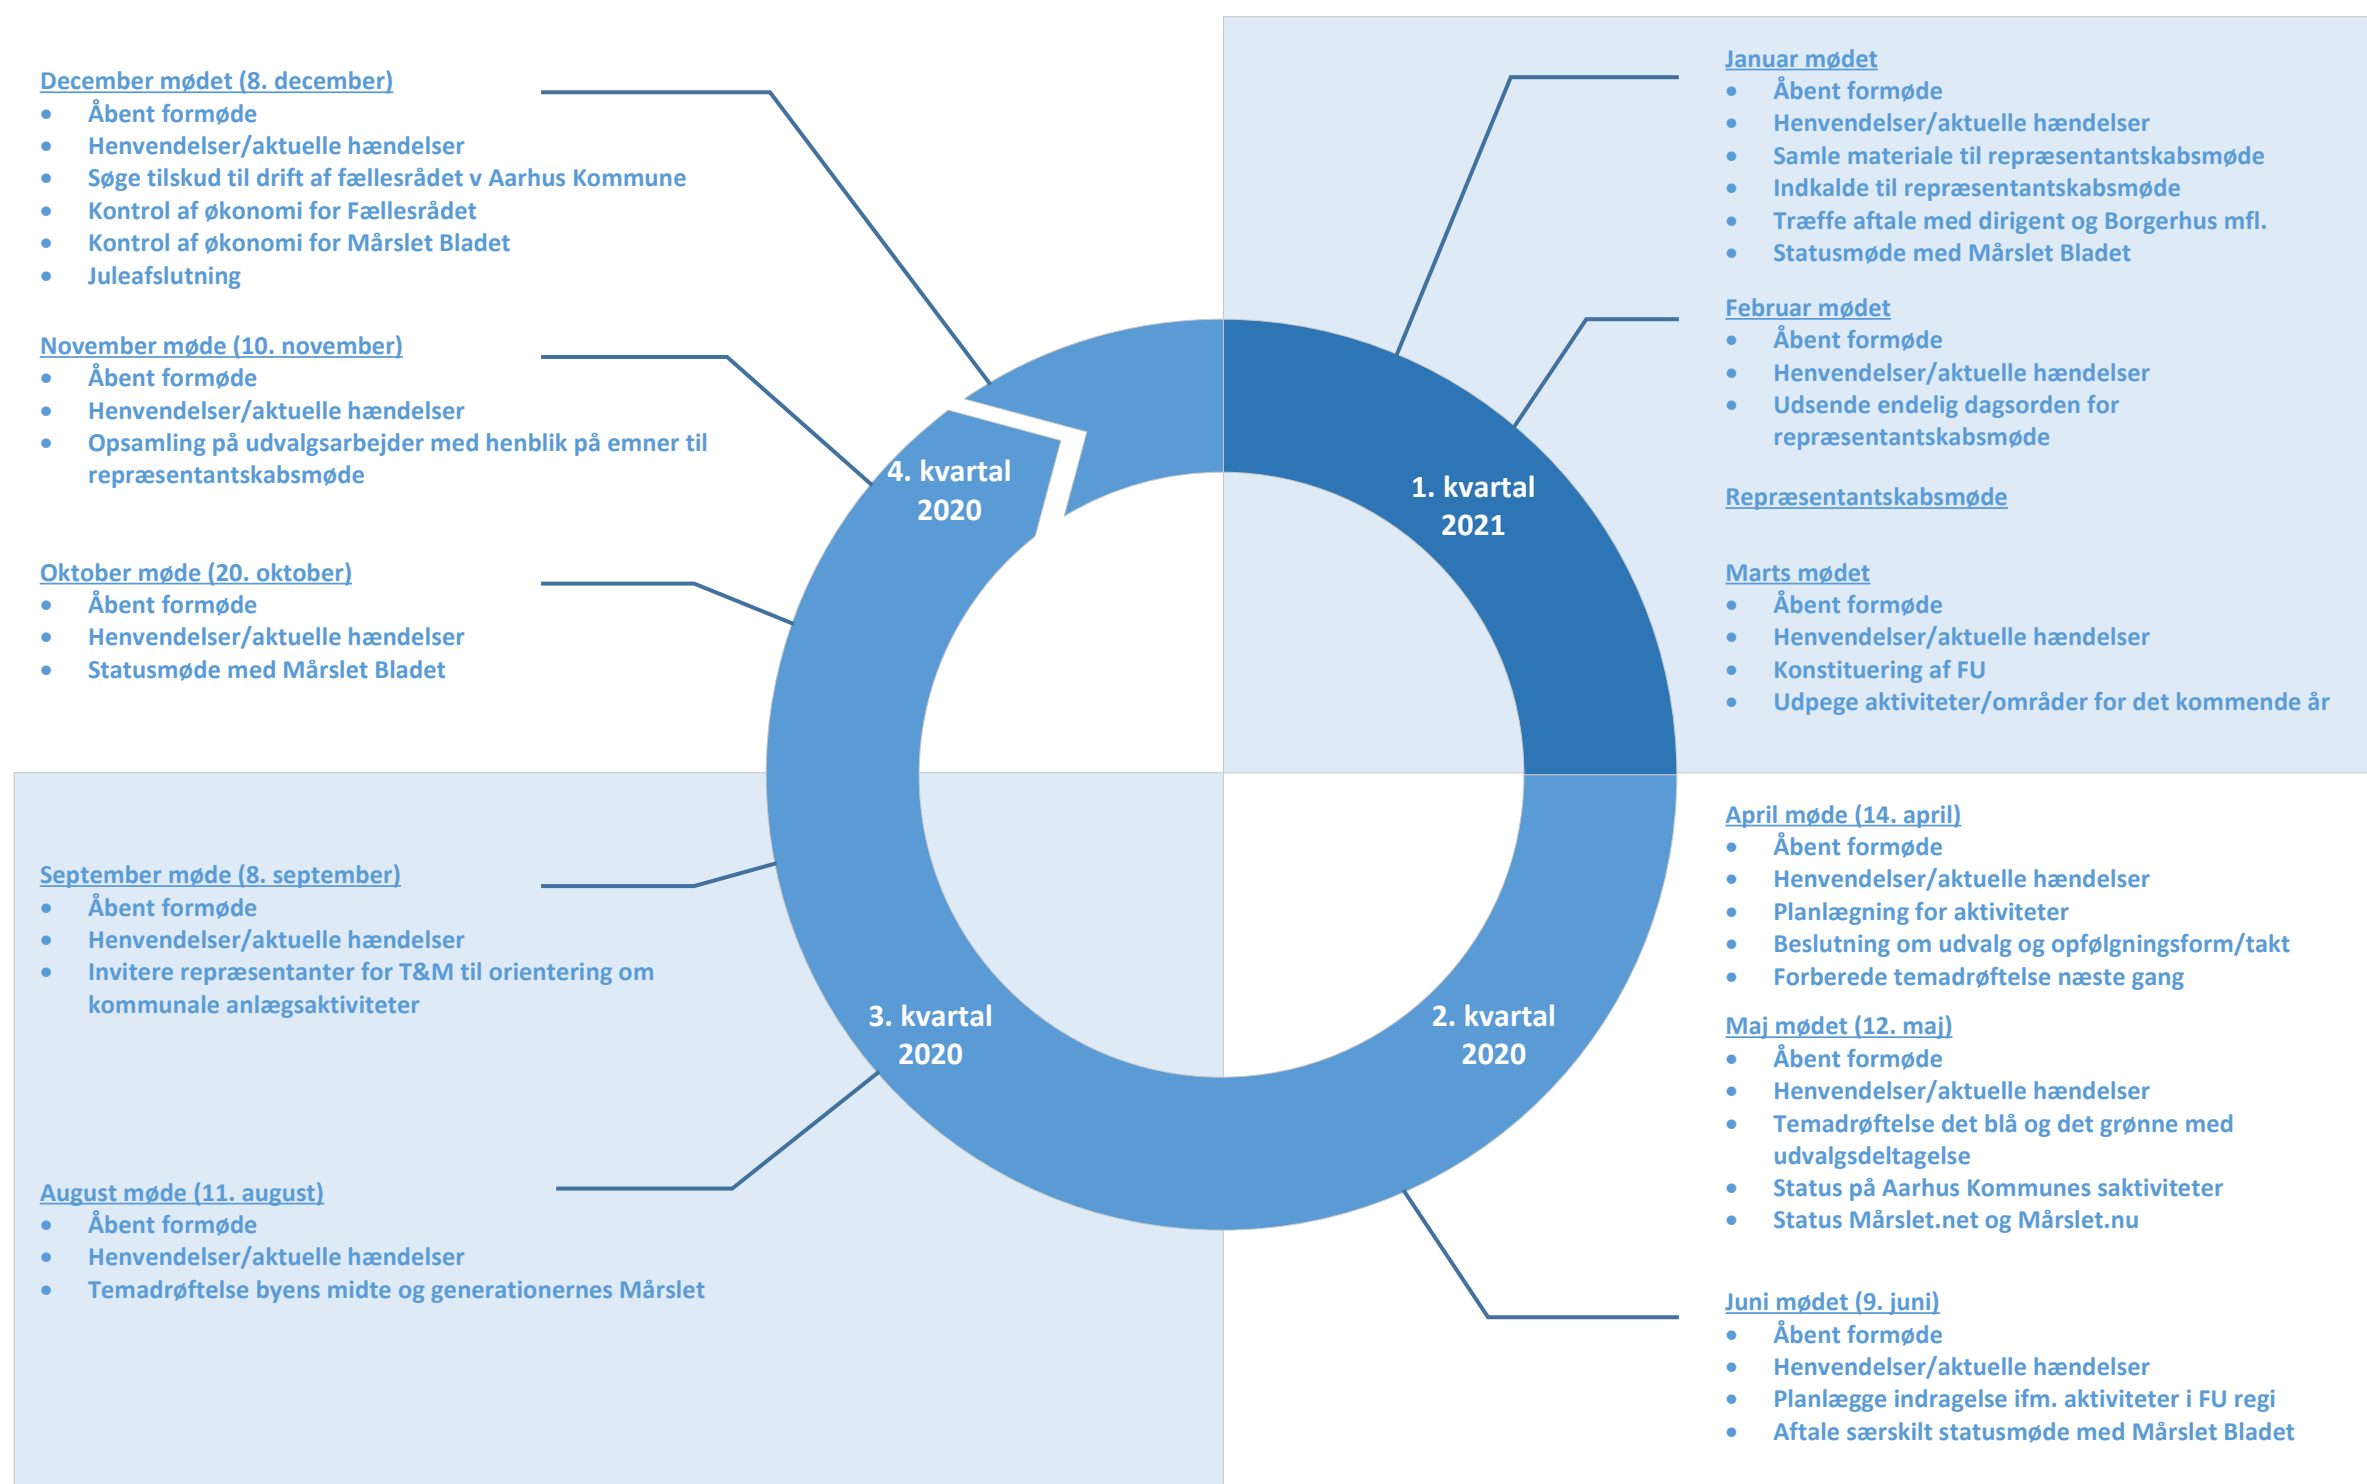 December mødet (8. december)
• Åbent formøde
• Henvendelser/aktuelle hændelser
• Søge tilskud til drift af fællesrådet v Aarhus Kommune
• Kontrol af økonomi for Fællesrådet
• Kontrol af økonomi for Mårslet Bladet
• Juleafslutning
November møde (10. november)
• Åbent formøde
• Henvendelser/aktuelle hændelser
• Opsamling på udvalgsarbejder med henblik på emner til
repræsentantskabsmøde
Oktober møde (20. oktober)
• Åbent formøde
• Henvendelser/aktuelle hændelser
• Statusmøde med Mårslet Bladet
September møde (8. september)
• Åbent formøde
• Henvendelser/aktuelle hændelser
• Invitere repræsentanter for T&M til orientering om
kommunale anlægsaktiviteter
August møde (11. august)
• Åbent formøde
• Henvendelser/aktuelle hændelser
• Temadrøftelse byens midte og generationernes Mårslet
4. kvartal
2020
1. kvartal
2021
3. kvartal
2020
2. kvartal
2020
Januar mødet
• Åbent formøde
• Henvendelser/aktuelle hændelser
• Samle materiale til repræsentantskabsmøde
• Indkalde til repræsentantskabsmøde
• Træffe aftale med dirigent og Borgerhus mfl.
• Statusmøde med Mårslet Bladet
Februar mødet
• Åbent formøde
• Henvendelser/aktuelle hændelser
• Udsende endelig dagsorden for
repræsentantskabsmøde
Repræsentantskabsmøde
Marts mødet
• Åbent formøde
• Henvendelser/aktuelle hændelser
• Konstituering af FU
• Udpege aktiviteter/områder for det kommende år
April møde (14. april)
• Åbent formøde
• Henvendelser/aktuelle hændelser
• Planlægning for aktiviteter
• Beslutning om udvalg og opfølgningsform/takt
• Forberede temadrøftelse næste gang
Maj mødet (12. maj)
• Åbent formøde
• Henvendelser/aktuelle hændelser
• Temadrøftelse det blå og det grønne med
udvalgsdeltagelse
• Status på Aarhus Kommunes saktiviteter
• Status Mårslet.net og Mårslet.nu
Juni mødet (9. juni)
• Åbent formøde
• Henvendelser/aktuelle hændelser
• Planlægge indragelse ifm. aktiviteter i FU regi
• Aftale særskilt statusmøde med Mårslet Bladet